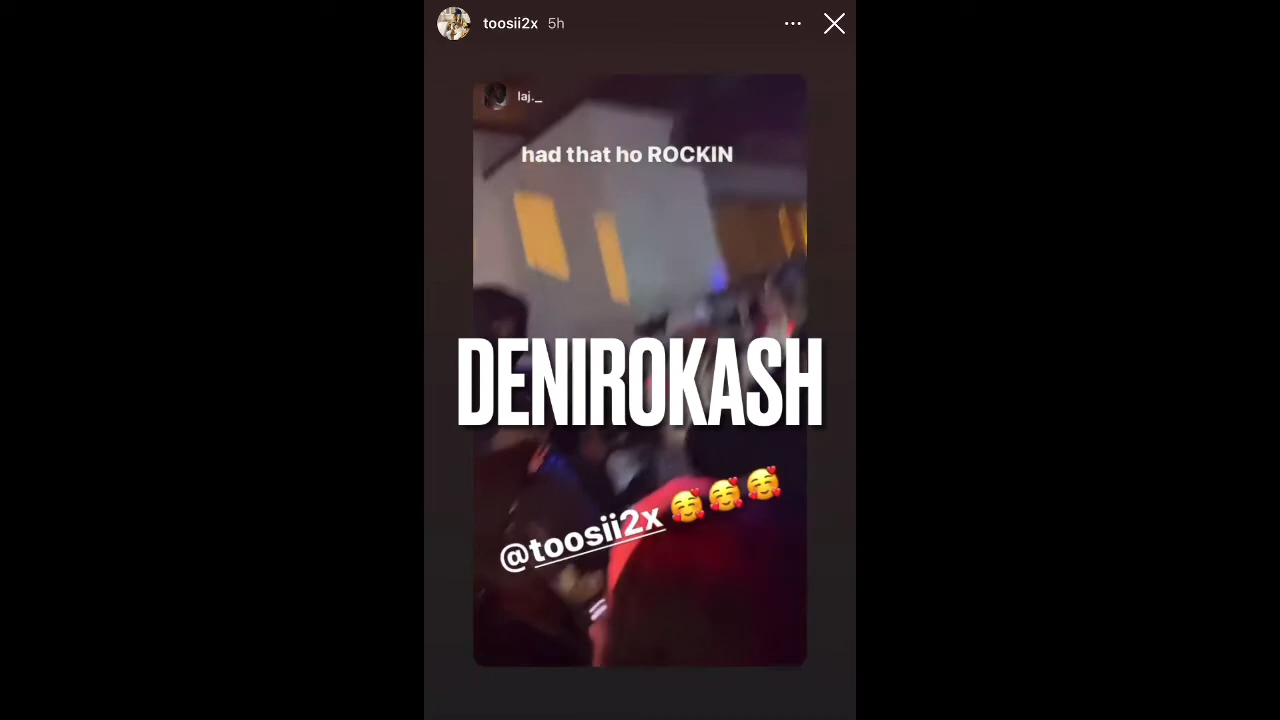 toosii2x 5h
laj._
had that ho ROCKIN
DENIROKASH
@toosii2x 🥰🥰🥰